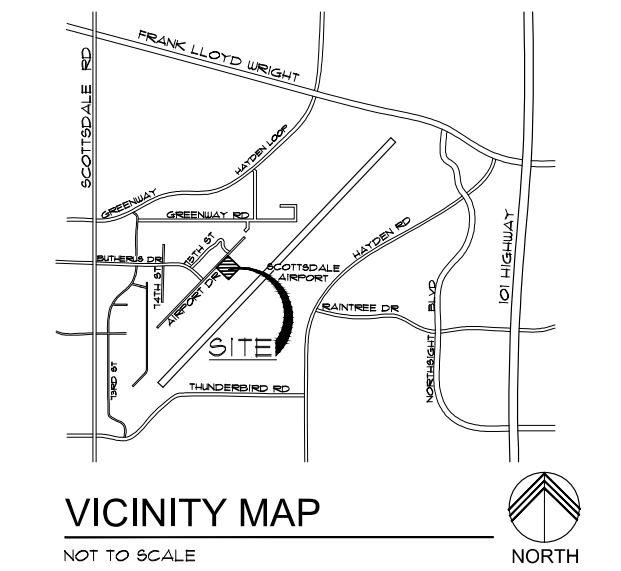 FRANK LLOYD WRIGHT
SCOTTSDALE RD
HAYDEN LOOP
GREENWAY
GREENWAY RD
15TH ST
HAYDEN RD
101 HIGHWAY
BUTHERUS DR
SCOTTSDALE
AIRPORT
74TH ST
AIRPORT DR
RAINTREE DR
NORTHSIGHT BLVD
SITE
73RD ST
THUNDERBIRD RD
VICINITY MAP
NOT TO SCALE
NORTH